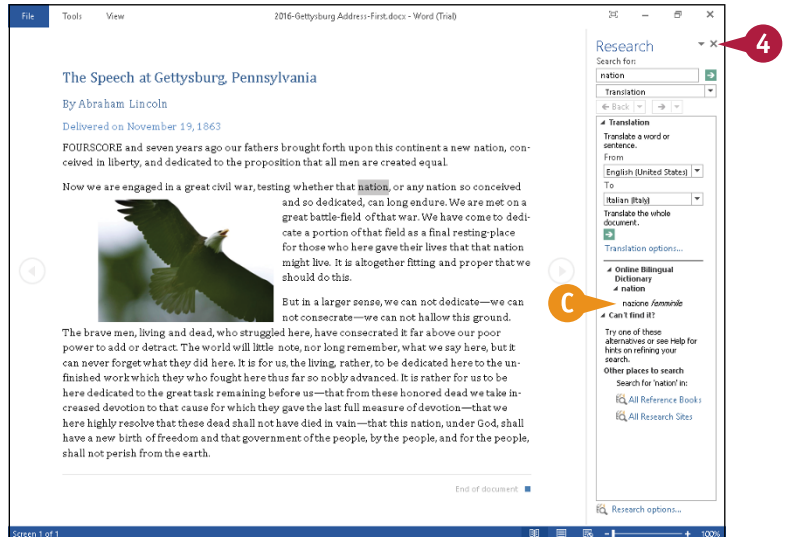 File Tools View 2016-Gettysburg Address-First.docx - Word (Trial)
The Speech at Gettysburg, Pennsylvania
By Abraham Lincoln
Delivered on November 19, 1863
FOURSCORE and seven years ago our fathers brought forth upon this continent a new nation, con-
ceived in liberty, and dedicated to the proposition that all men are created equal.
Now we are engaged in a great civil war, testing whether that nation, or any nation so conceived
and so dedicated, can long endure. We are met on a
great battle-field of that war. We have come to dedi-
cate a portion of that field as a final resting-place
for those who here gave their lives that that nation
might live. It is altogether fitting and proper that we
should do this.
But in a larger sense, we can not dedicate—we can
not consecrate—we can not hallow this ground.
The brave men, living and dead, who struggled here, have consecrated it far above our poor
power to add or detract. The world will little note, nor long remember, what we say here, but it
can never forget what they did here. It is for us, the living, rather, to be dedicated here to the un-
finished work which they who fought here thus far so nobly advanced. It is rather for us to be
here dedicated to the great task remaining before us—that from these honored dead we take in-
creased devotion to that cause for which they gave the last full measure of devotion—that we
here highly resolve that these dead shall not have died in vain—that this nation, under God, shall
have a new birth of freedom and that government of the people, by the people, and for the people,
shall not perish from the earth.
End of document
Research
4
Search for:
nation
Translation
Back
Translation
Translate a word or
sentence.
From
English (United States)
To
Italian (Italy)
Translate the whole
document.
Translation options...
Online Bilingual
Dictionary
nation
C
nazione femminile
Can't find it?
Try one of these
alternatives or see Help for
hints on refining your
search.
Other places to search
Search for 'nation' in:
All Reference Books
All Research Sites
Research options...
Screen 1 of 1 100%